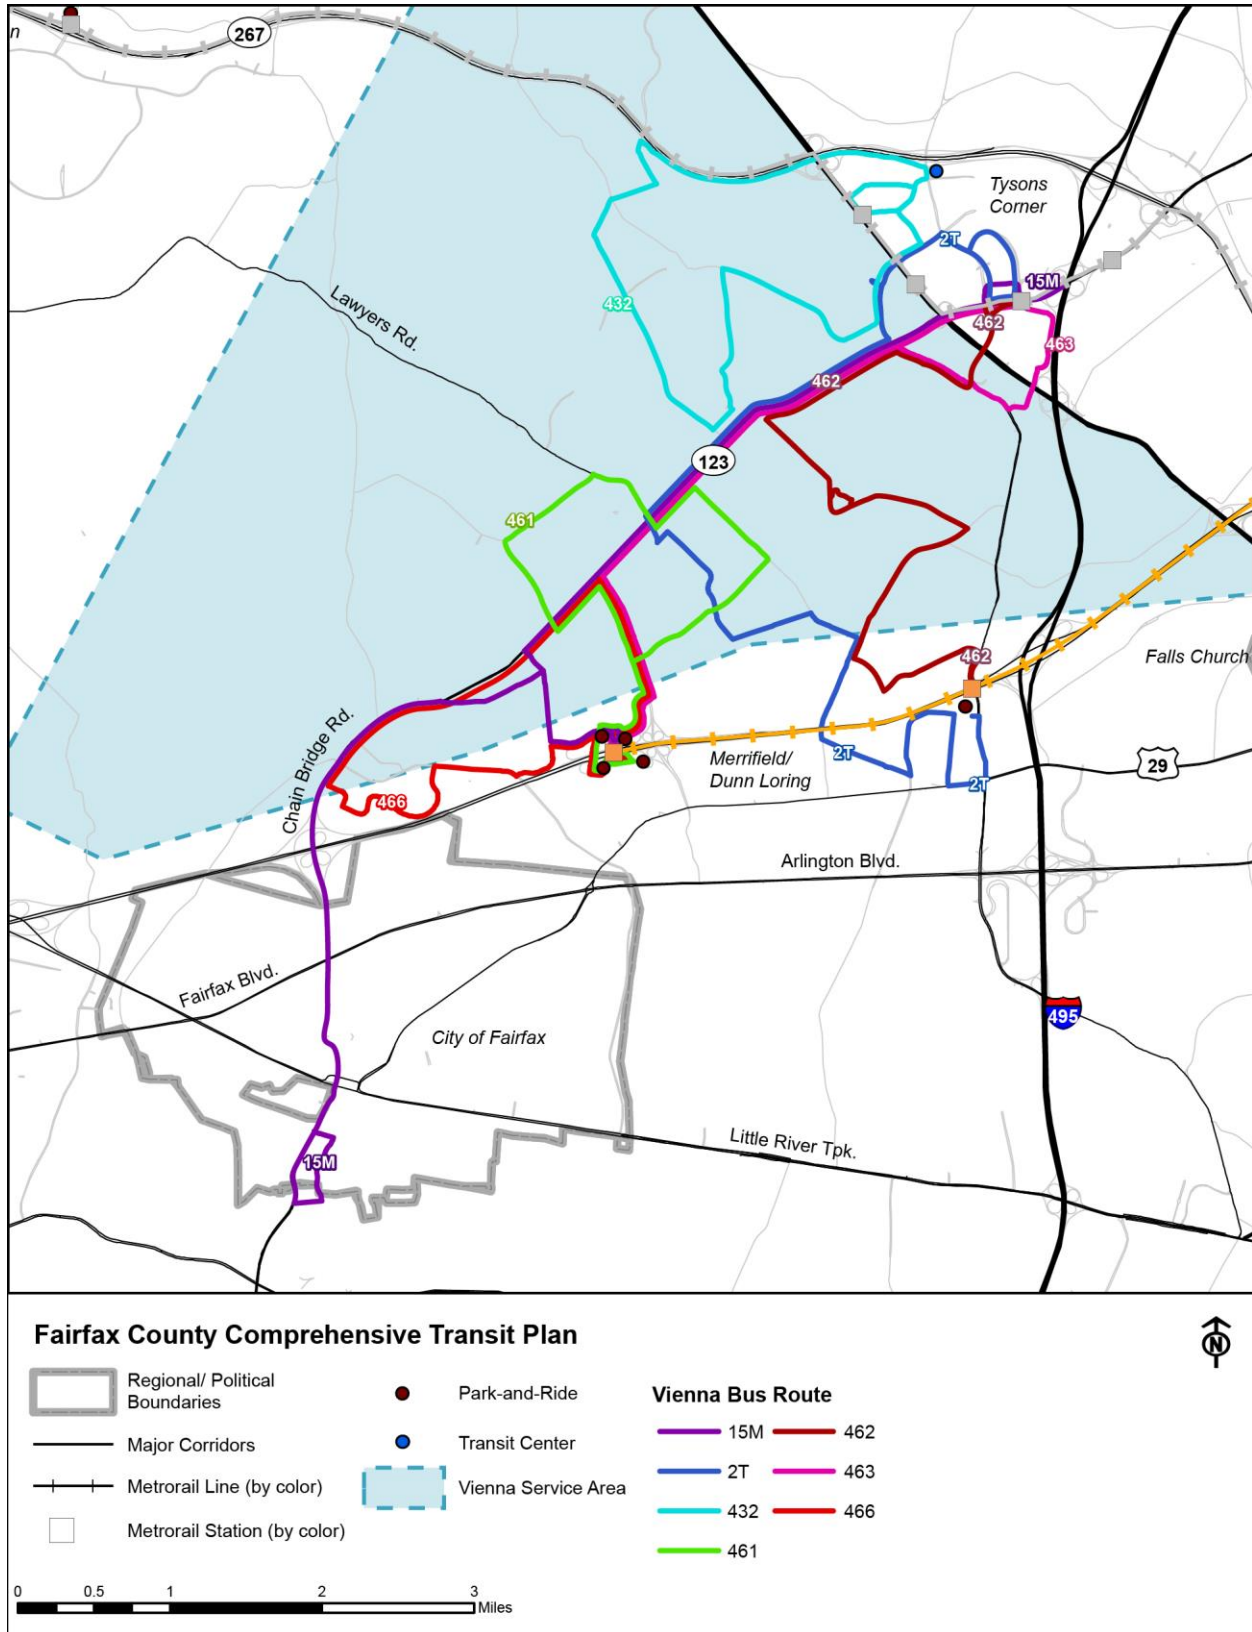 n
267
Tysons
Corner
2T
15M
432
Lawyers Rd.
462
463
462
123
461
462
Falls Church
Chain Bridge Rd.
Merrifield/
Dunn Loring
2T
29
2T
466
Arlington Blvd.
Fairfax Blvd.
City of Fairfax
495
Little River Tpk.
15M
Fairfax County Comprehensive Transit Plan
N
Regional/ Political
Boundaries
Major Corridors
Metrorail Line (by color)
Metrorail Station (by color)
Park-and-Ride
Transit Center
Vienna Service Area
Vienna Bus Route
15M
2T
432
461
462
463
466
0 0.5 1 2 3
Miles